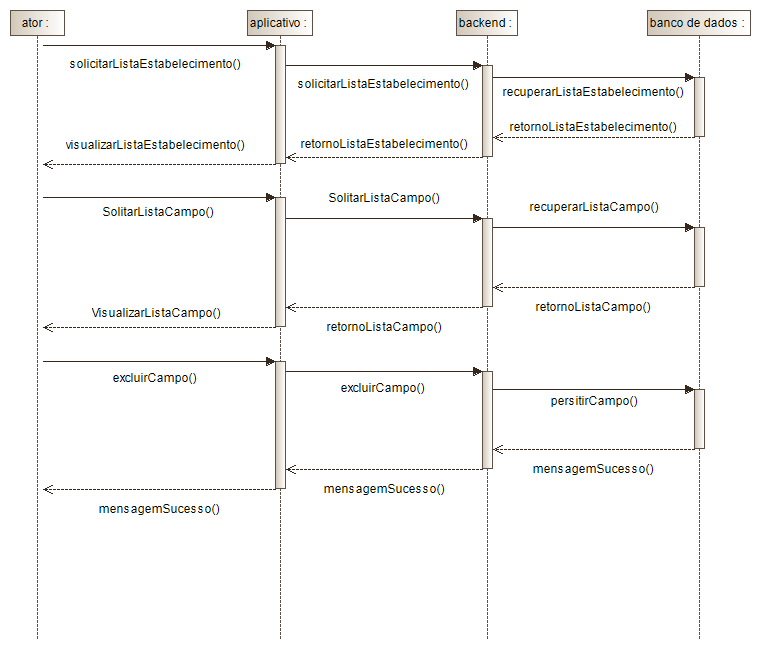 ator :
aplicativo :
backend :
banco de dados :
solicitarListaEstabelecimento()
solicitarListaEstabelecimento()
recuperarListaEstabelecimento()
retornoListaEstabelecimento()
retornoListaEstabelecimento()
visualizarListaEstabelecimento()
SolitarListaCampo()
SolitarListaCampo()
recuperarListaCampo()
retornoListaCampo()
retornoListaCampo()
VisualizarListaCampo()
excluirCampo()
excluirCampo()
persitirCampo()
mensagemSucesso()
mensagemSucesso()
mensagemSucesso()